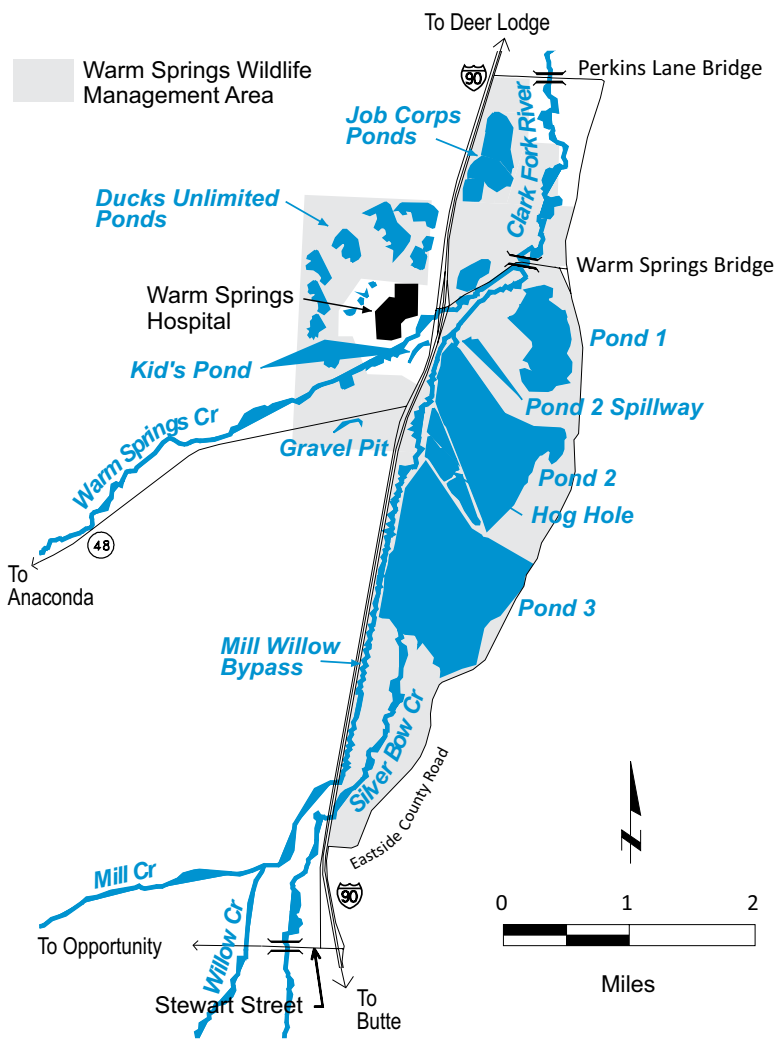 To Deer Lodge
90
Perkins Lane Bridge
Warm Springs Wildlife
Management Area
Job Corps
Ponds
Clark Fork River
Ducks Unlimited
Ponds
Warm Springs Bridge
Warm Springs
Hospital
Pond 1
Kid's Pond
Pond 2 Spillway
Warm Springs Cr
Gravel Pit
Pond 2
Hog Hole
48
To
Anaconda
Pond 3
Mill Willow
Bypass
Silver Bow Cr
Eastside County Road
N
Mill Cr
90
0 1 2
Willow Cr
To Opportunity
Miles
Stewart Street
To
Butte